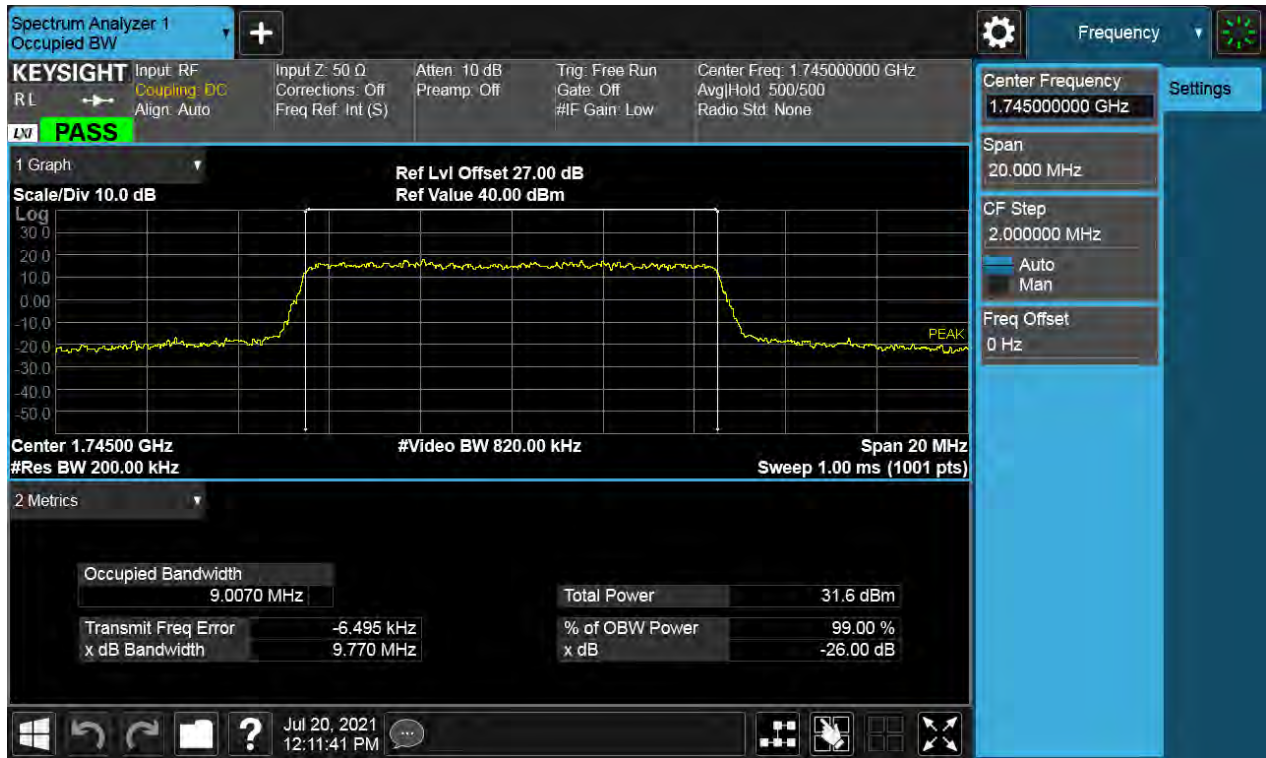 Spectrum Analyzer 1
Occupied BW
Frequency
KEYSIGHT
RL
LXI
PASS
Input: RF
Coupling: DC
Align: Auto
Input Z: 50 Ω
Corrections: Off
Freq Ref: Int (S)
Atten: 10 dB
Preamp: Off
Trig: Free Run
Gate: Off
#IF Gain: Low
Center Freq: 1.745000000 GHz
Avg|Hold: 500/500
Radio Std: None
1 Graph
Scale/Div 10.0 dB
Ref Lvl Offset 27.00 dB
Ref Value 40.00 dBm
Log
30.0
20.0
10.0
0.00
-10.0
-20.0
-30.0
-40.0
-50.0
PEAK
Center 1.74500 GHz
#Video BW 820.00 kHz
Span 20 MHz
#Res BW 200.00 kHz
Sweep 1.00 ms (1001 pts)
2 Metrics
Occupied Bandwidth
9.0070 MHz
Total Power 31.6 dBm
Transmit Freq Error -6.495 kHz
% of OBW Power 99.00 %
x dB Bandwidth 9.770 MHz
x dB -26.00 dB
?
Jul 20, 2021
12:11:41 PM
Center Frequency
1.745000000 GHz
Settings
Span
20.000 MHz
CF Step
2.000000 MHz
Auto
Man
Freq Offset
0 Hz